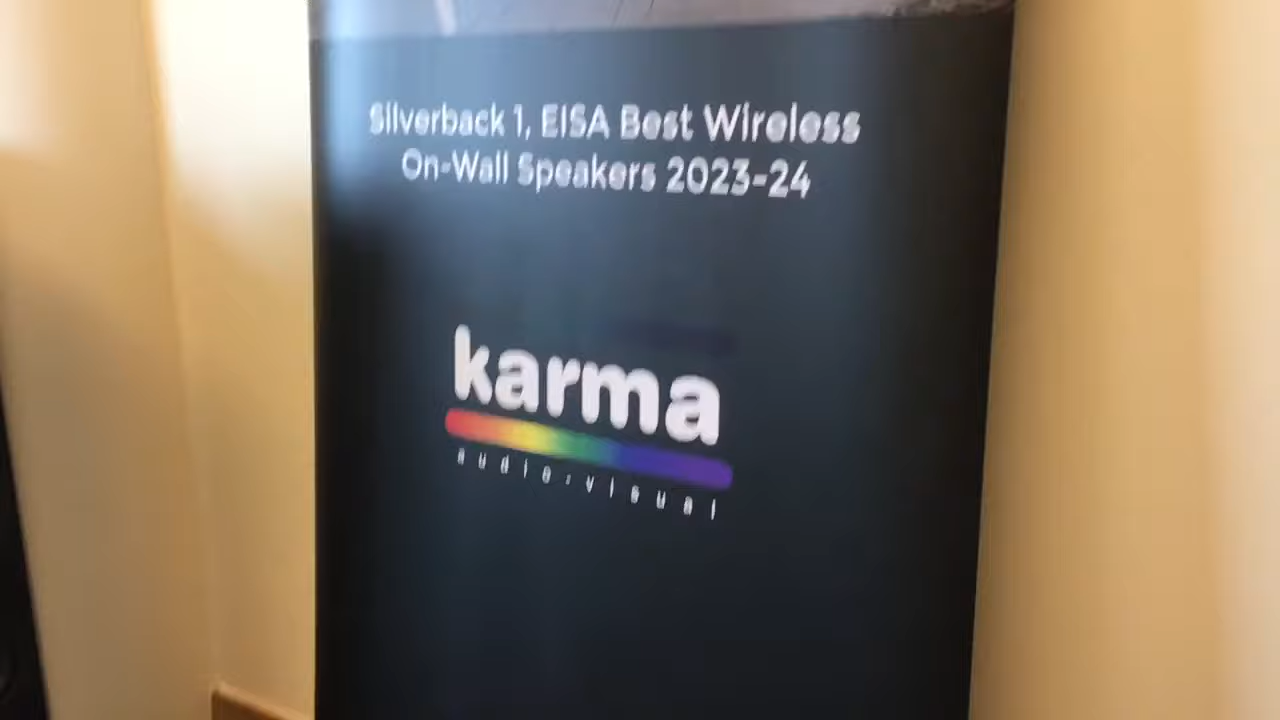 Silverback 1, EISA Best Wireless
On-Wall Speakers 2023-24
karma
audio:visual